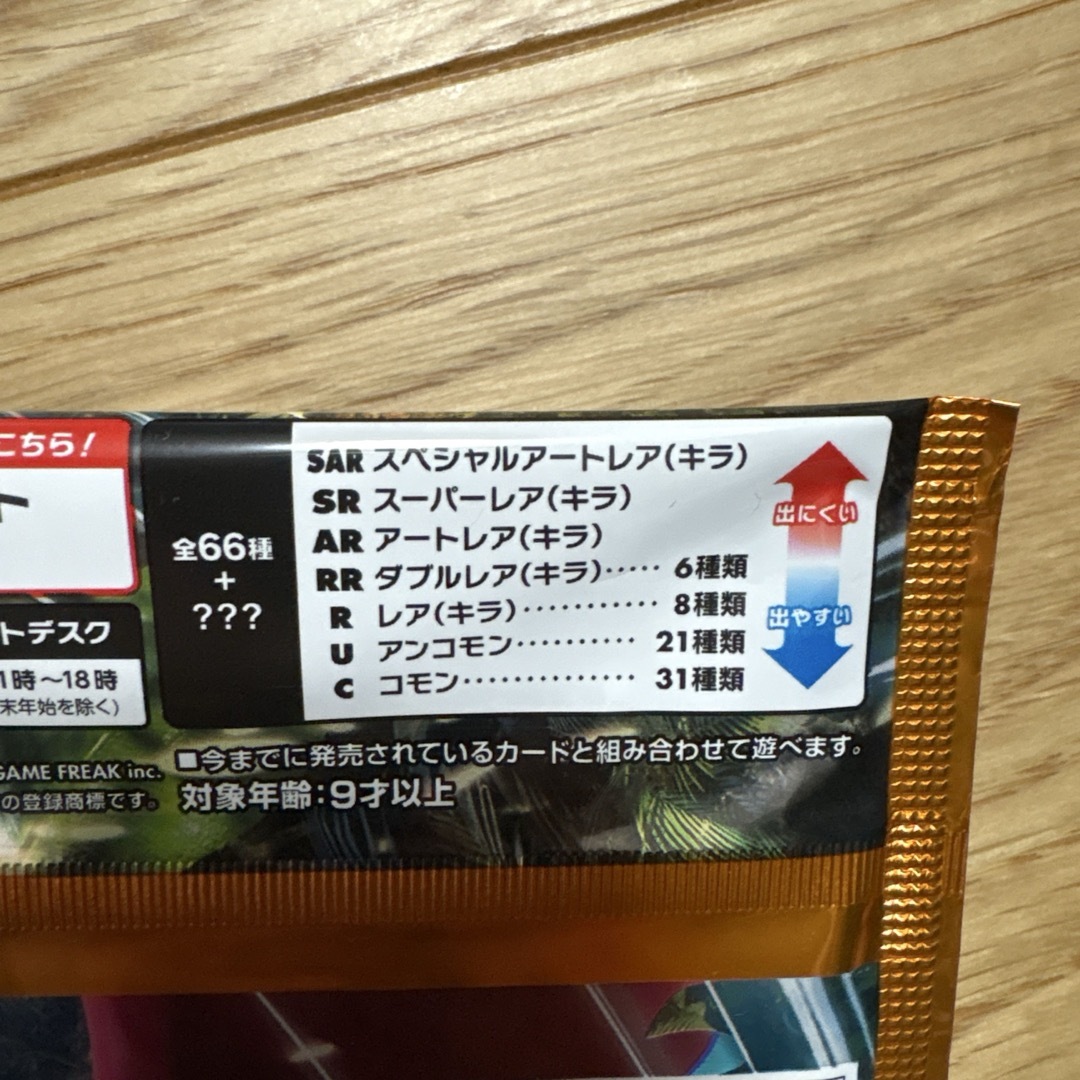 こちら!
ト
トデスク
1時〜18時
末年始を除く)
GAME FREAK inc.
の登録商標です。
全66種
+
???
SAR スペシャルアートレア(キラ)
SR スーパーレア(キラ)
AR アートレア(キラ)
RR ダブルレア(キラ)‥‥‥ 6種類
R レア(キラ)‥‥‥‥‥‥ 8種類
U アンコモン‥‥‥‥‥‥ 21種類
C コモン‥‥‥‥‥‥‥‥ 31種類
出にくい
出やすい
■今までに発売されているカードと組み合わせて遊べます。
対象年齢:9才以上